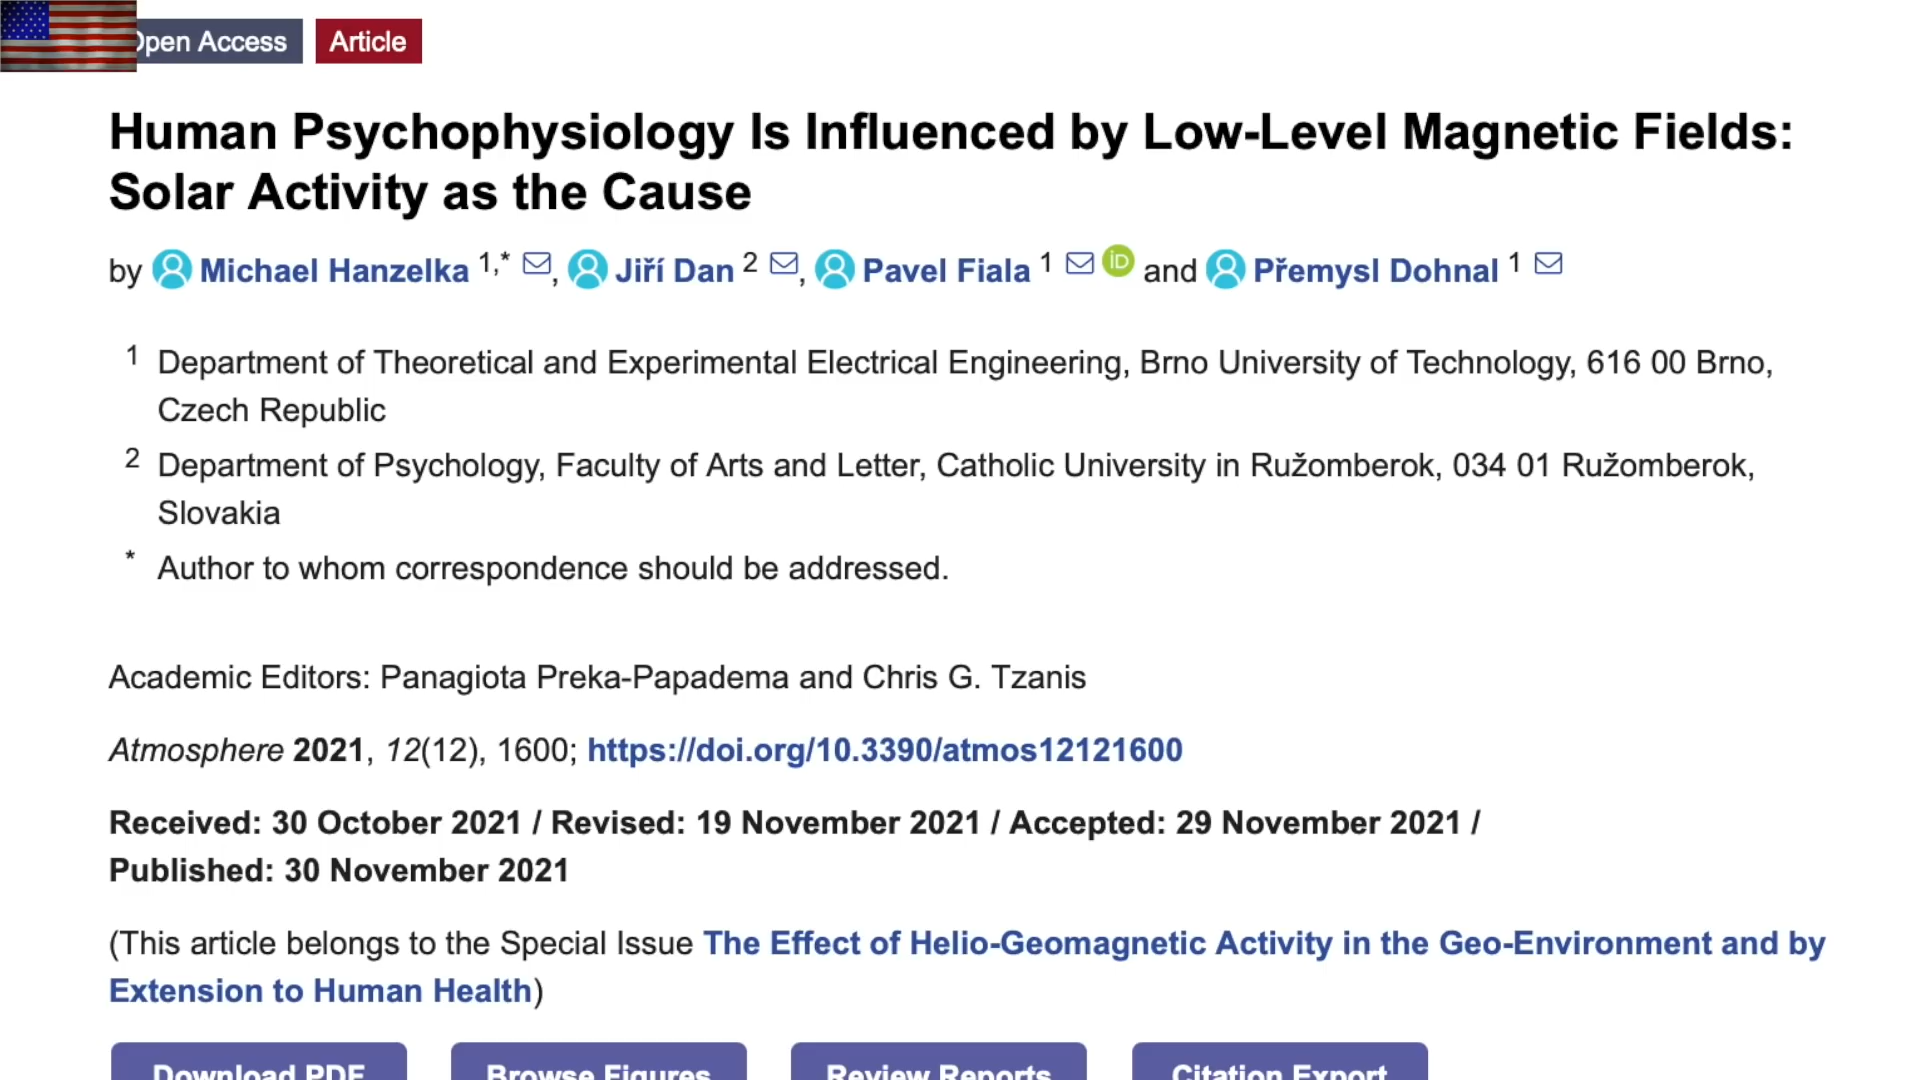 Open Access Article
Human Psychophysiology Is Influenced by Low-Level Magnetic Fields:
Solar Activity as the Cause
by Michael Hanzelka 1,*, Jiří Dan 2, Pavel Fiala 1 iD and Přemysl Dohnal 1
1 Department of Theoretical and Experimental Electrical Engineering, Brno University of Technology, 616 00 Brno,
Czech Republic
2 Department of Psychology, Faculty of Arts and Letter, Catholic University in Ružomberok, 034 01 Ružomberok,
Slovakia
* Author to whom correspondence should be addressed.
Academic Editors: Panagiota Preka-Papadema and Chris G. Tzanis
Atmosphere 2021, 12(12), 1600; https://doi.org/10.3390/atmos12121600
Received: 30 October 2021 / Revised: 19 November 2021 / Accepted: 29 November 2021 /
Published: 30 November 2021
(This article belongs to the Special Issue The Effect of Helio-Geomagnetic Activity in the Geo-Environment and by
Extension to Human Health)
Download PDF Browse Figures Review Reports Citation Export